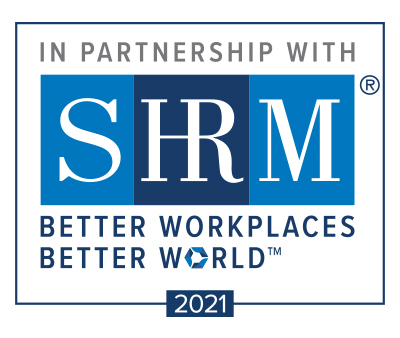 IN PARTNERSHIP WITH
SHRM®
BETTER WORKPLACES
BETTER WORLD™
2021